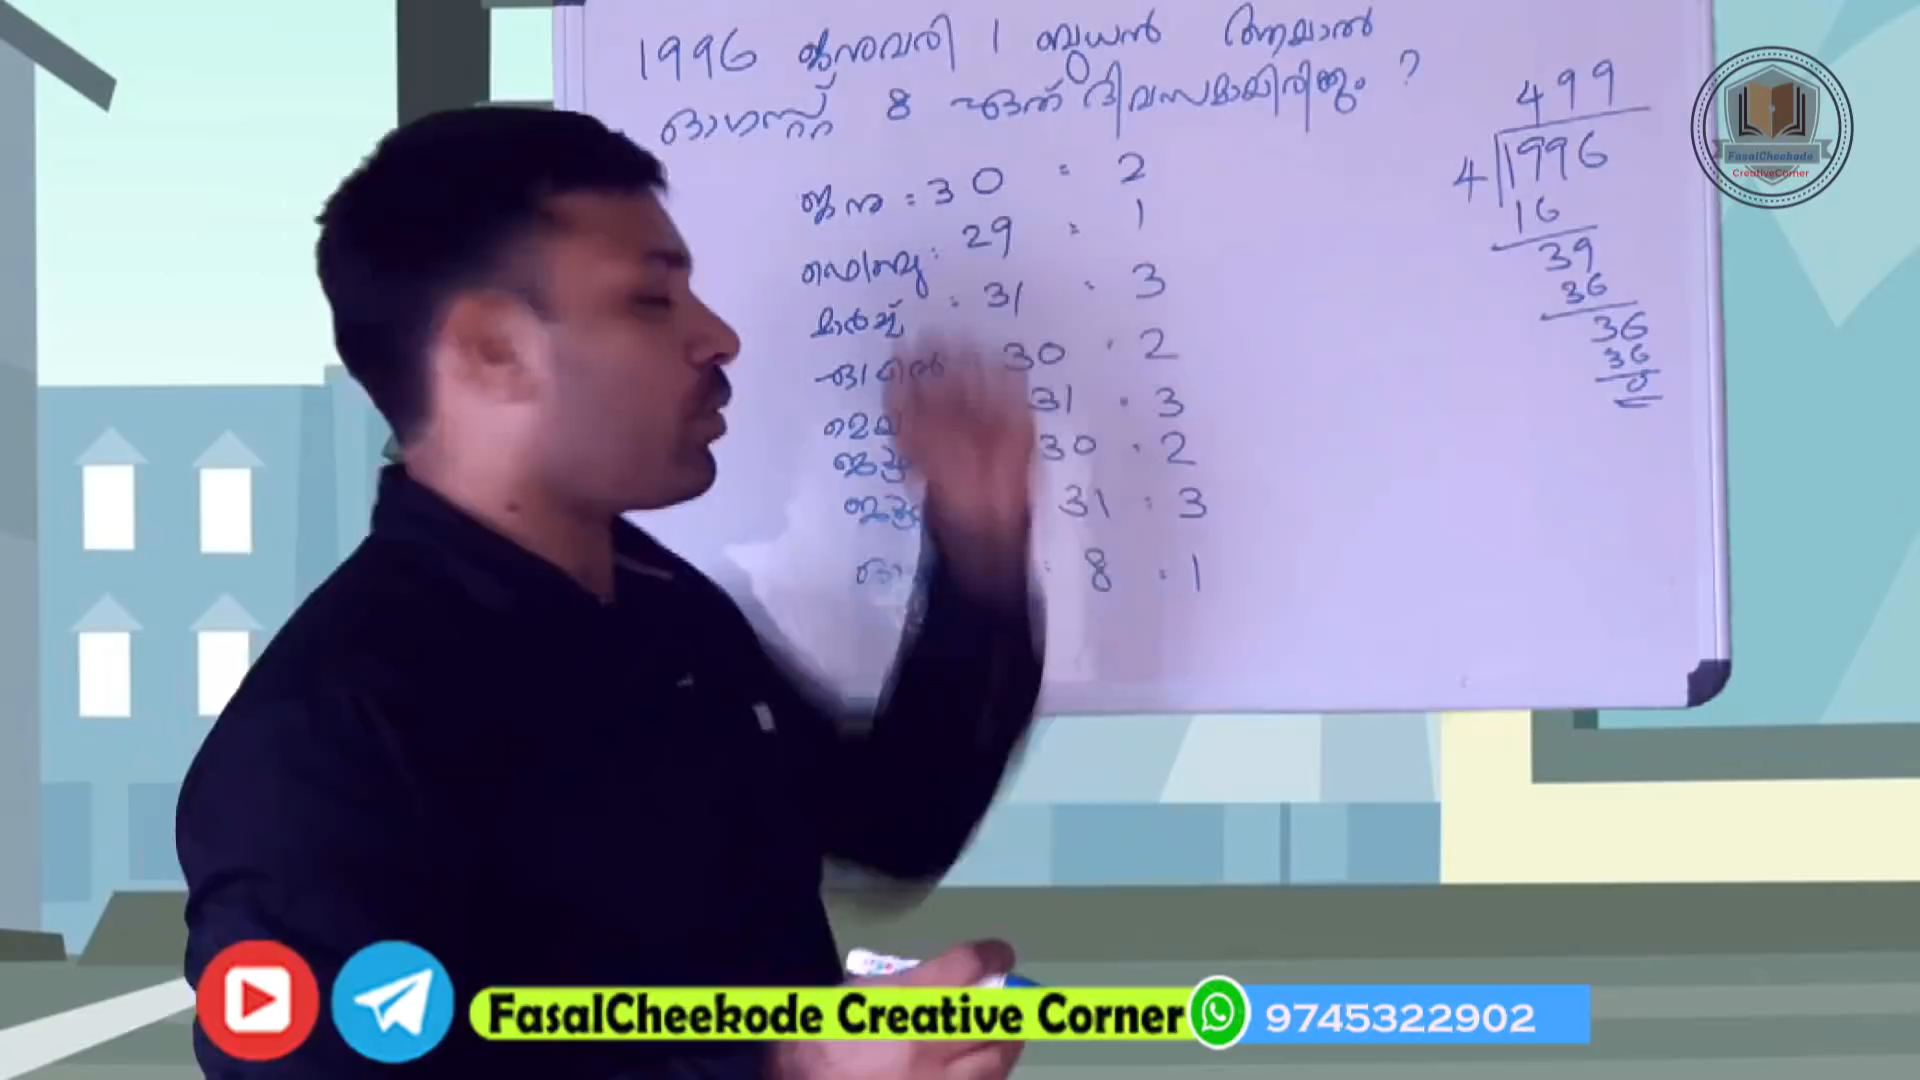 1996 ജനുവരി 1 ബുധൻ ആയാൽ
ഓഗസ്റ്റ് 8 ഏത് ദിവസമായിരിക്കും ?
ജനു : 30 : 2
ഫെബ്രു : 29 : 1
മാർച്ച് : 31 : 3
30 : 2
31 : 3
30 : 2
31 : 3
: 8 : 1
499
4 1996
16
39
36
36
36
0
FasalCheekode
CreativeCorner
FasalCheekode Creative Corner
9745322902